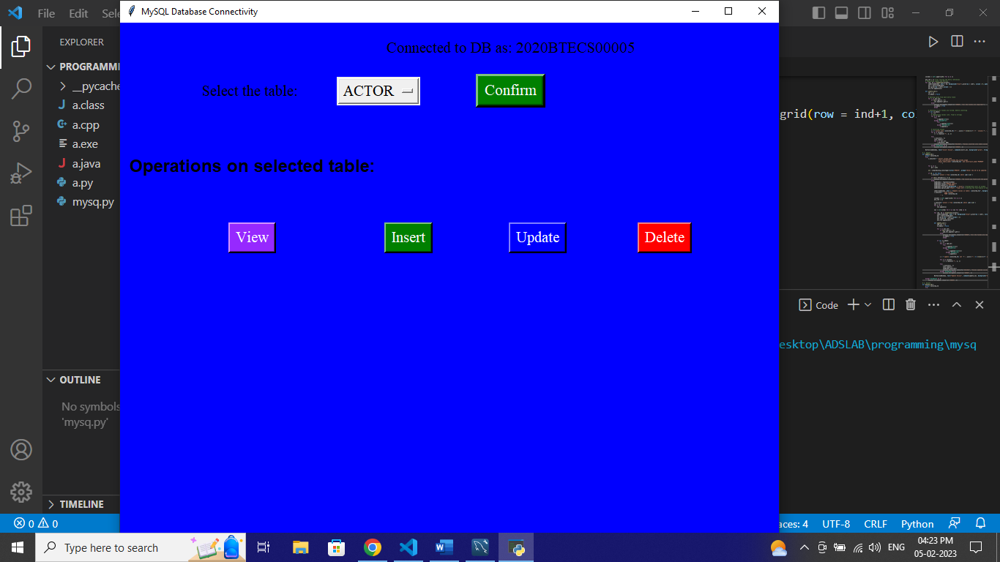 File Edit Sele
MySQL Database Connectivity
EXPLORER
PROGRAMMI
__pycache
a.class
a.cpp
a.exe
a.java
a.py
mysq.py
Connected to DB as: 2020BTECS00005
Select the table: ACTOR Confirm
Operations on selected table:
View Insert Update Delete
grid(row = ind+1, co
Code
esktop\ADSLAB\programming\mysq
OUTLINE
No symbols
'mysq.py'
TIMELINE
0 0
aces: 4 UTF-8 CRLF Python
Type here to search
ENG
04:23 PM
05-02-2023